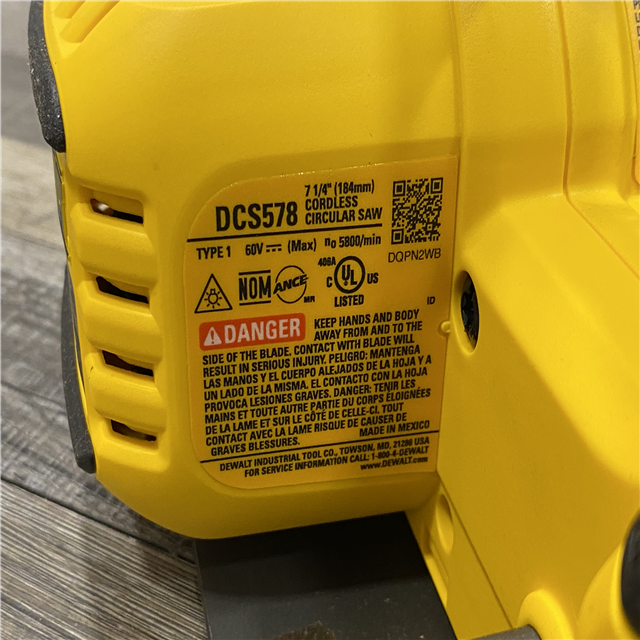 DCS578
7 1/4" (184mm)
CORDLESS
CIRCULAR SAW
TYPE 1 60V⎓ (Max) n₀ 5800/min
DQPN2WB
NOM ANCE MR
406A
C UL US
LISTED
ID
DANGER KEEP HANDS AND BODY
AWAY FROM AND TO THE
SIDE OF THE BLADE. CONTACT WITH BLADE WILL
RESULT IN SERIOUS INJURY. PELIGRO: MANTENGA
LAS MANOS Y EL CUERPO ALEJADOS DE LA HOJA Y A
UN LADO DE LA MISMA. EL CONTACTO CON LA HOJA
PROVOCA LESIONES GRAVES. DANGER: TENIR LES
MAINS ET TOUTE AUTRE PARTIE DU CORPS ÉLOIGNÉES
DE LA LAME ET SUR LE CÔTÉ DE CELLE-CI. TOUT
CONTACT AVEC LA LAME RISQUE DE CAUSER DE
GRAVES BLESSURES. MADE IN MEXICO
DEWALT INDUSTRIAL TOOL CO., TOWSON, MD. 21286 USA
FOR SERVICE INFORMATION CALL: 1-800-4-DEWALT
www.DEWALT.com